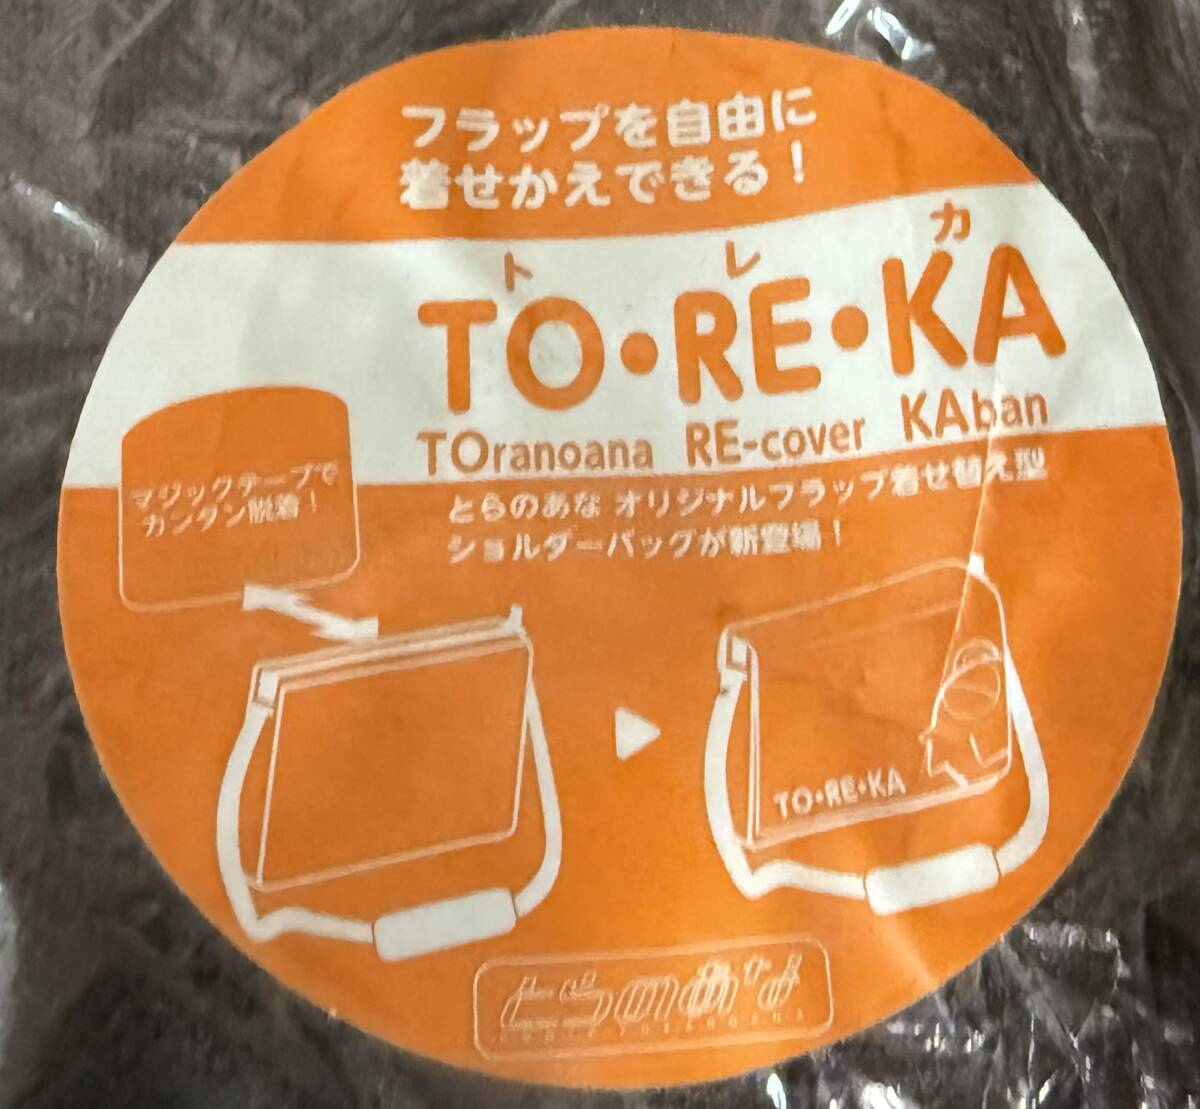 フラップを自由に
着せかえできる!
ト レ カ
TO・RE・KA
TOranoana RE-cover KAban
とらのあな オリジナルフラップ着せ替え型
ショルダーバッグが新登場!
マジックテープで
カンタン脱着!
TO・RE・KA
とらのあな